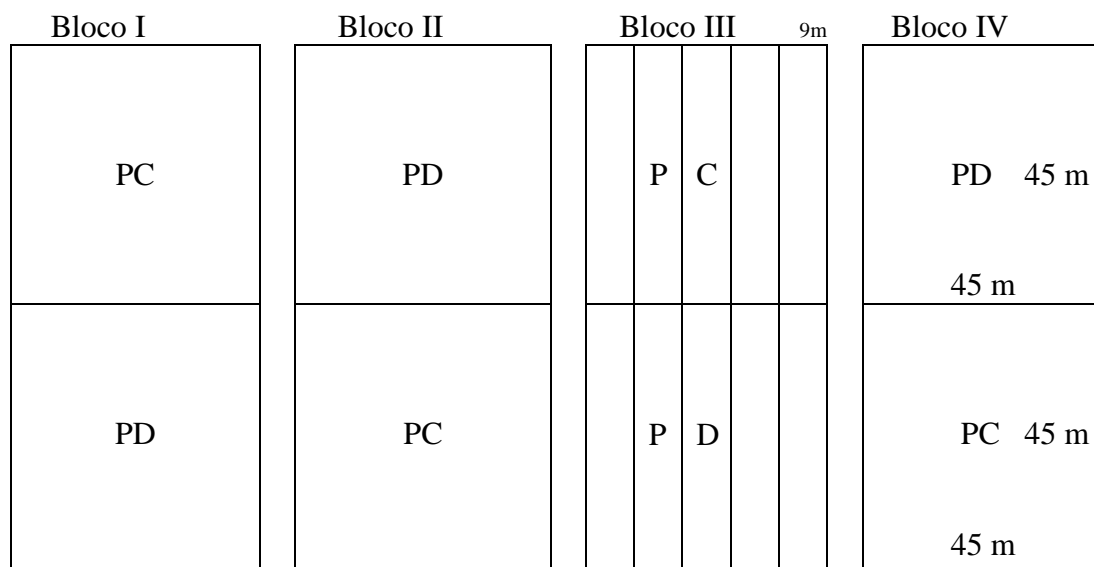 Bloco I Bloco II Bloco III 9m Bloco IV
PC PD P C PD 45 m
45 m
PD PC P D PC 45 m
45 m